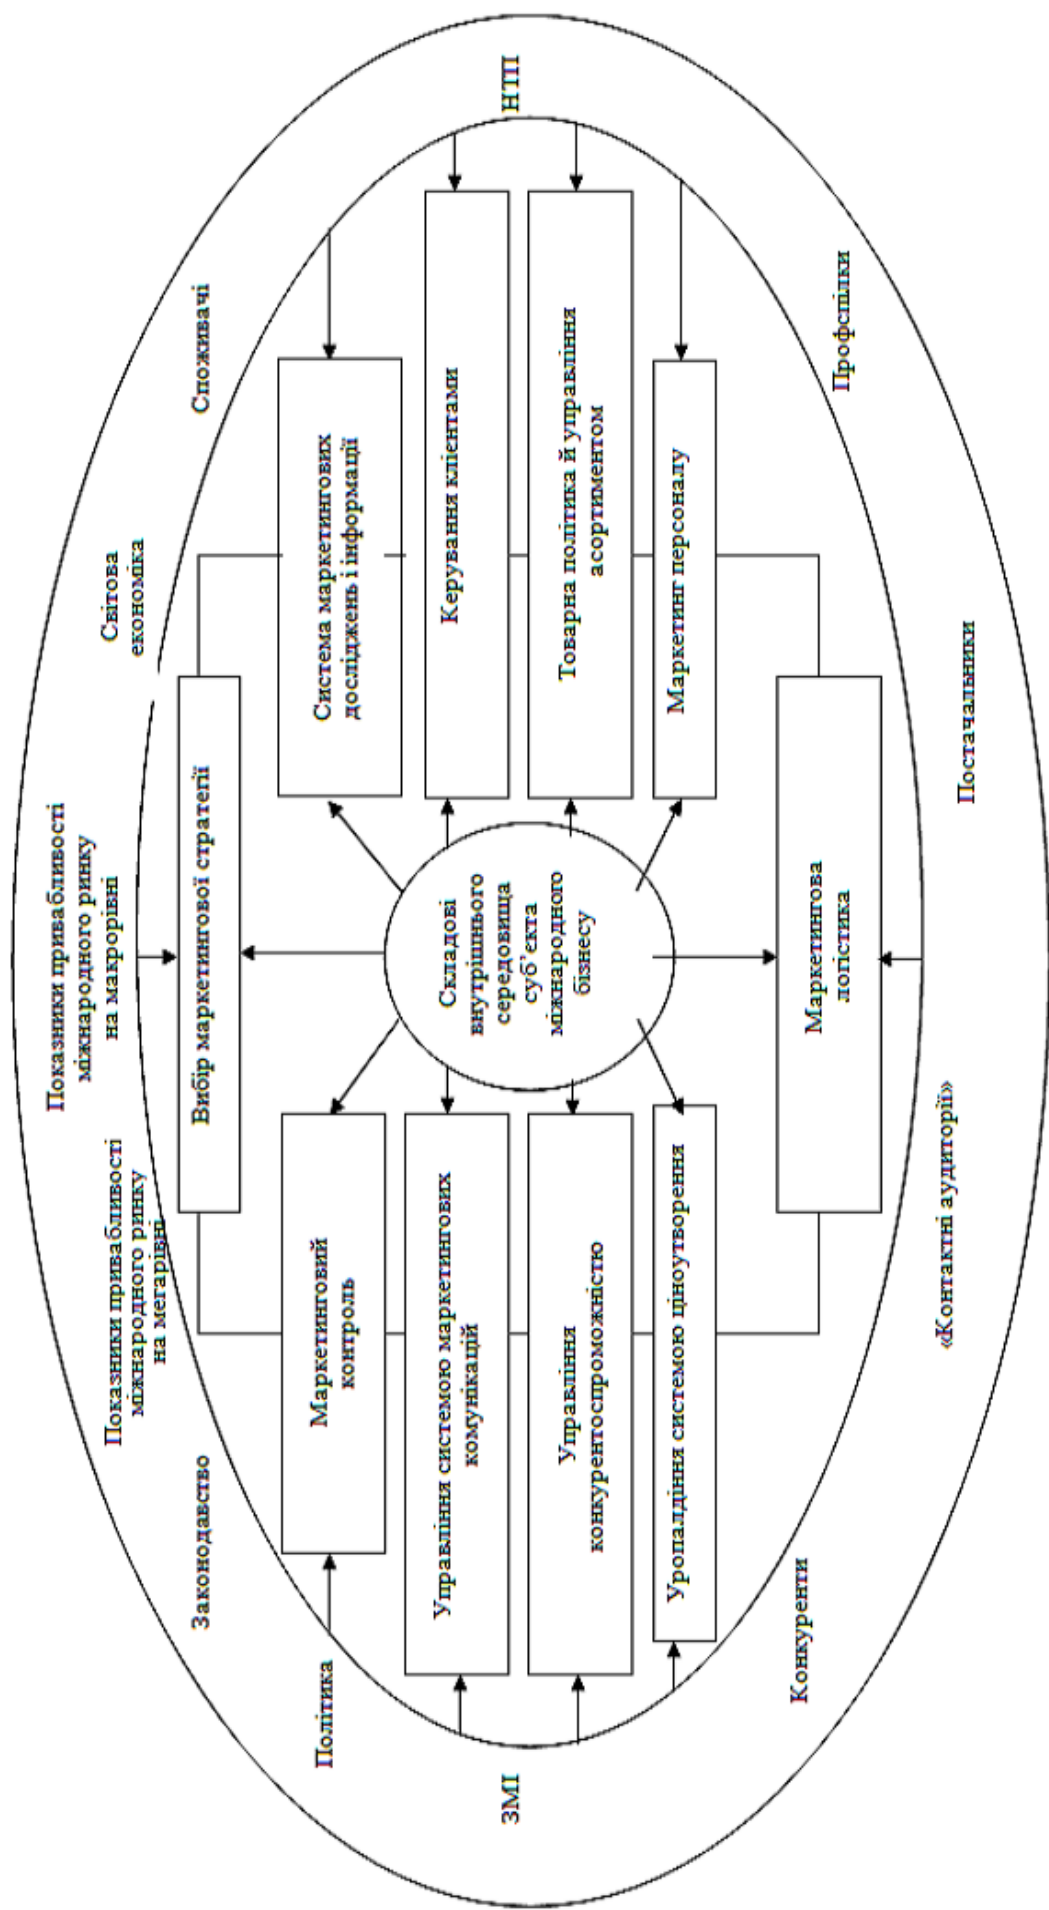 Показники привабливості
міжнародного ринку
на мегарівні
Показники привабливості
міжнародного ринку
на макрорівні
Світова
економіка
Законодавство
Споживачі
Політика
ЗМІ
НТП
Вибір маркетингової стратегії
Маркетинговий
контроль
Система маркетингових
досліджень і інформації
Управління системою маркетингових
комунікацій
Керування клієнтами
Складові
внутрішнього
середовища
суб’єкта
міжнародного
бізнесу
Управління
конкурентоспроможністю
Товарна політика й управління
асортиментом
Уропалдіння системою ціноутворення
Маркетинг персоналу
Маркетингова
логістика
Конкуренти
«Контактні аудиторії»
Постачальники
Профспілки